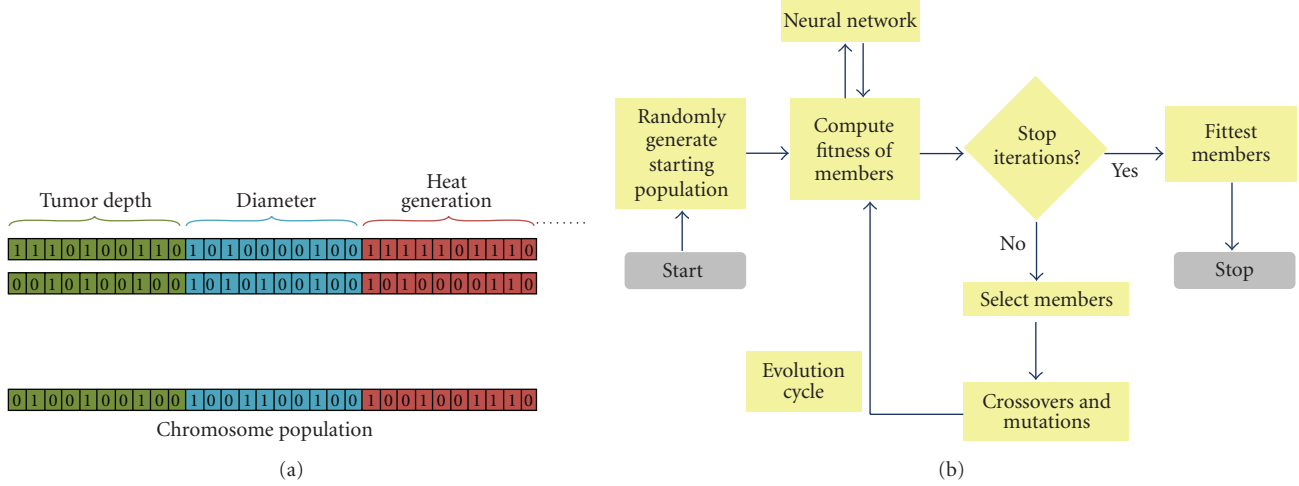 Tumor depth
Diameter
Heat
generation
1 1 1 0 1 0 0 1 1 0 1 0 1 0 0 0 0 1 0 0 1 1 1 1 1 0 1 1 1 0
0 0 1 0 1 0 0 1 0 0 1 0 1 0 1 0 0 1 0 0 1 0 1 0 0 0 0 1 1 0
0 1 0 0 1 0 0 1 0 0 1 0 0 1 1 0 0 1 0 0 1 0 0 1 0 0 1 1 1 0
Chromosome population
(a)
Neural network
Randomly
generate
starting
population
Compute
fitness of
members
Stop
iterations?
Yes
Fittest
members
No
Start
Stop
Select members
Evolution
cycle
Crossovers and
mutations
(b)